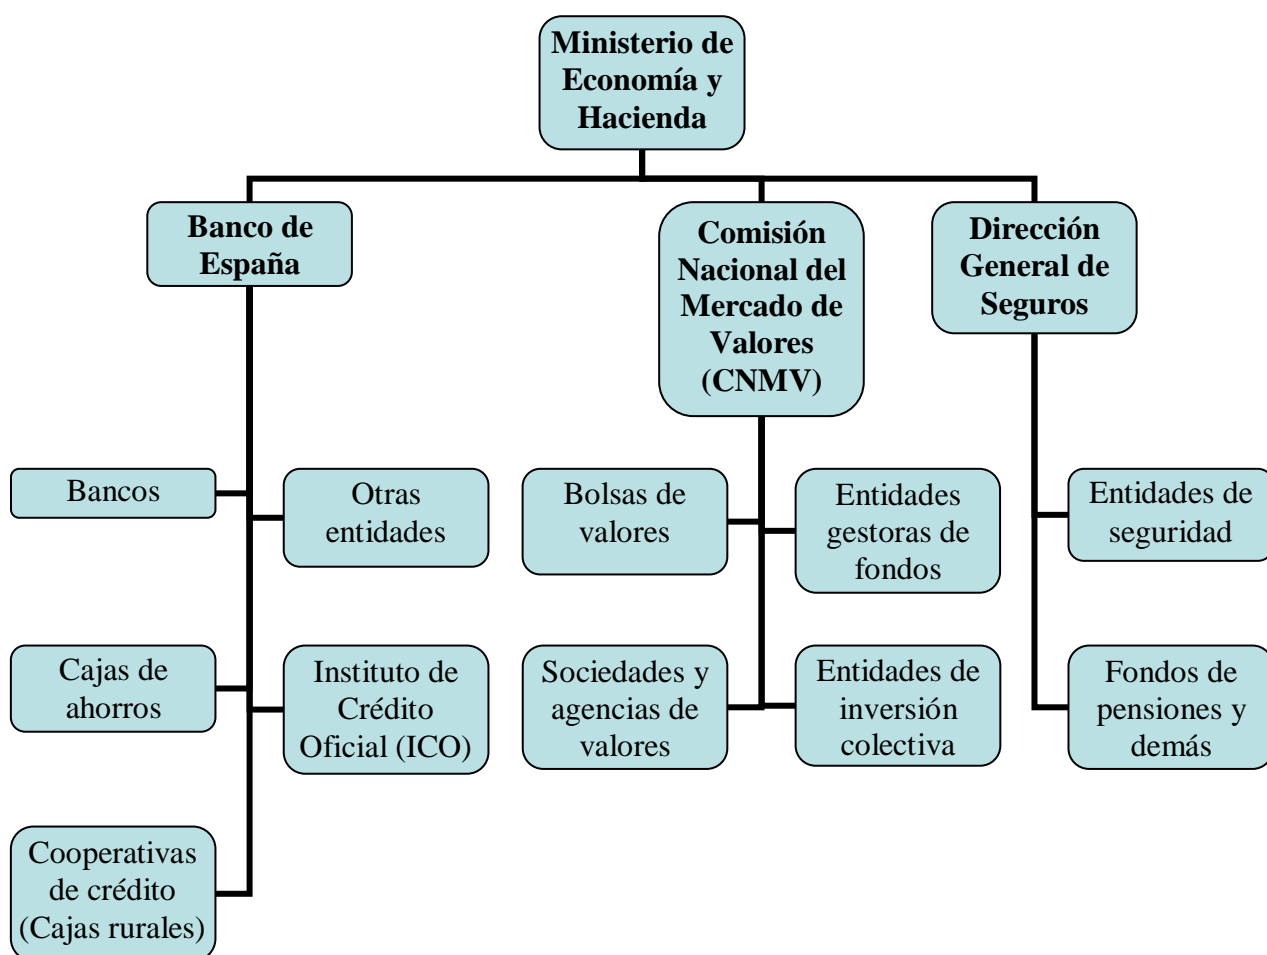 Ministerio de
Economía y
Hacienda
Banco de
España
Comisión
Nacional del
Mercado de
Valores
(CNMV)
Dirección
General de
Seguros
Bancos
Otras
entidades
Bolsas de
valores
Entidades
gestoras de
fondos
Entidades de
seguridad
Cajas de
ahorros
Instituto de
Crédito
Oficial (ICO)
Sociedades y
agencias de
valores
Entidades de
inversión
colectiva
Fondos de
pensiones y
demás
Cooperativas
de crédito
(Cajas rurales)